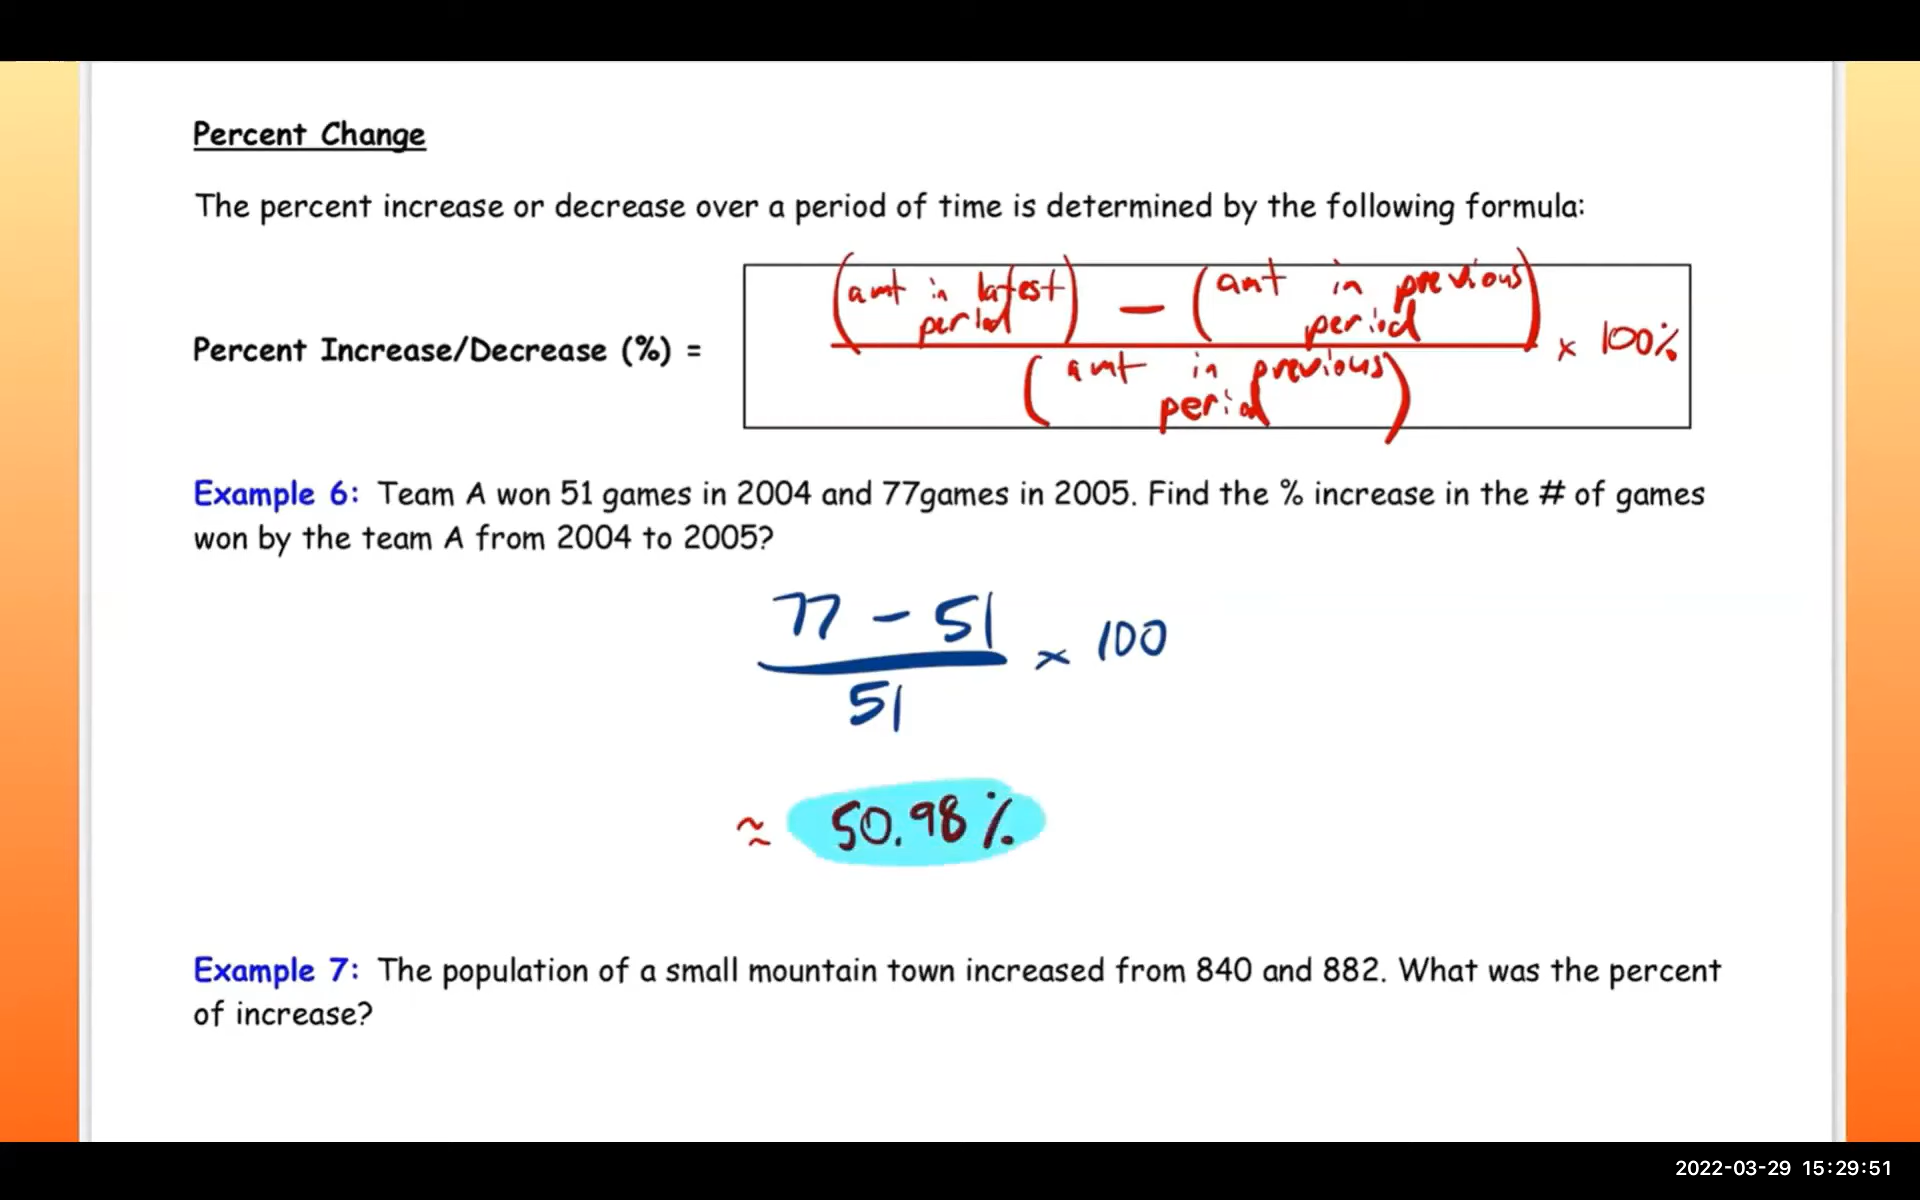 Percent Change
The percent increase or decrease over a period of time is determined by the following formula:
(amt in latest period) − (amt in previous period)
Percent Increase/Decrease (%) =
× 100%
(amt in previous period)
Example 6: Team A won 51 games in 2004 and 77games in 2005. Find the % increase in the # of games
won by the team A from 2004 to 2005?
77 − 51
× 100
51
≈ 50.98%
Example 7: The population of a small mountain town increased from 840 and 882. What was the percent
of increase?
2022-03-29 15:29:51